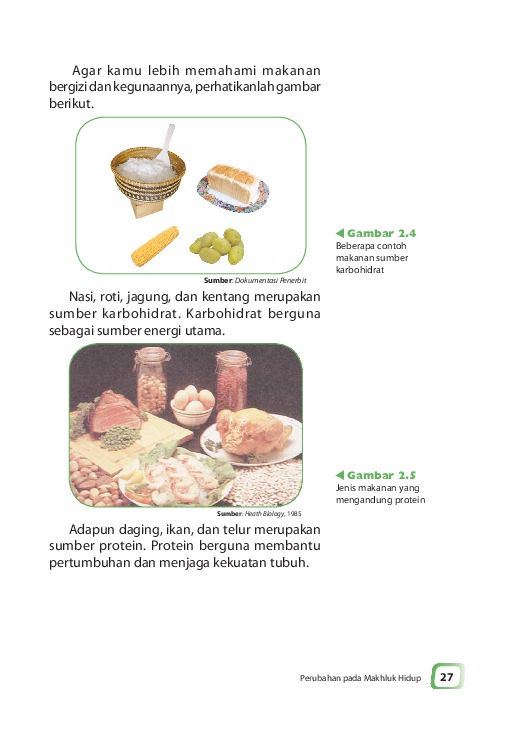 Agar kamu lebih memahami makanan
bergizi dan kegunaannya, perhatikanlah gambar
berikut.
Sumber: Dokumentasi Penerbit
◀ Gambar 2.4
Beberapa contoh
makanan sumber
karbohidrat
Nasi, roti, jagung, dan kentang merupakan
sumber karbohidrat. Karbohidrat berguna
sebagai sumber energi utama.
Sumber: Heath Biology, 1985
◀ Gambar 2.5
Jenis makanan yang
mengandung protein
Adapun daging, ikan, dan telur merupakan
sumber protein. Protein berguna membantu
pertumbuhan dan menjaga kekuatan tubuh.
Perubahan pada Makhluk Hidup 27